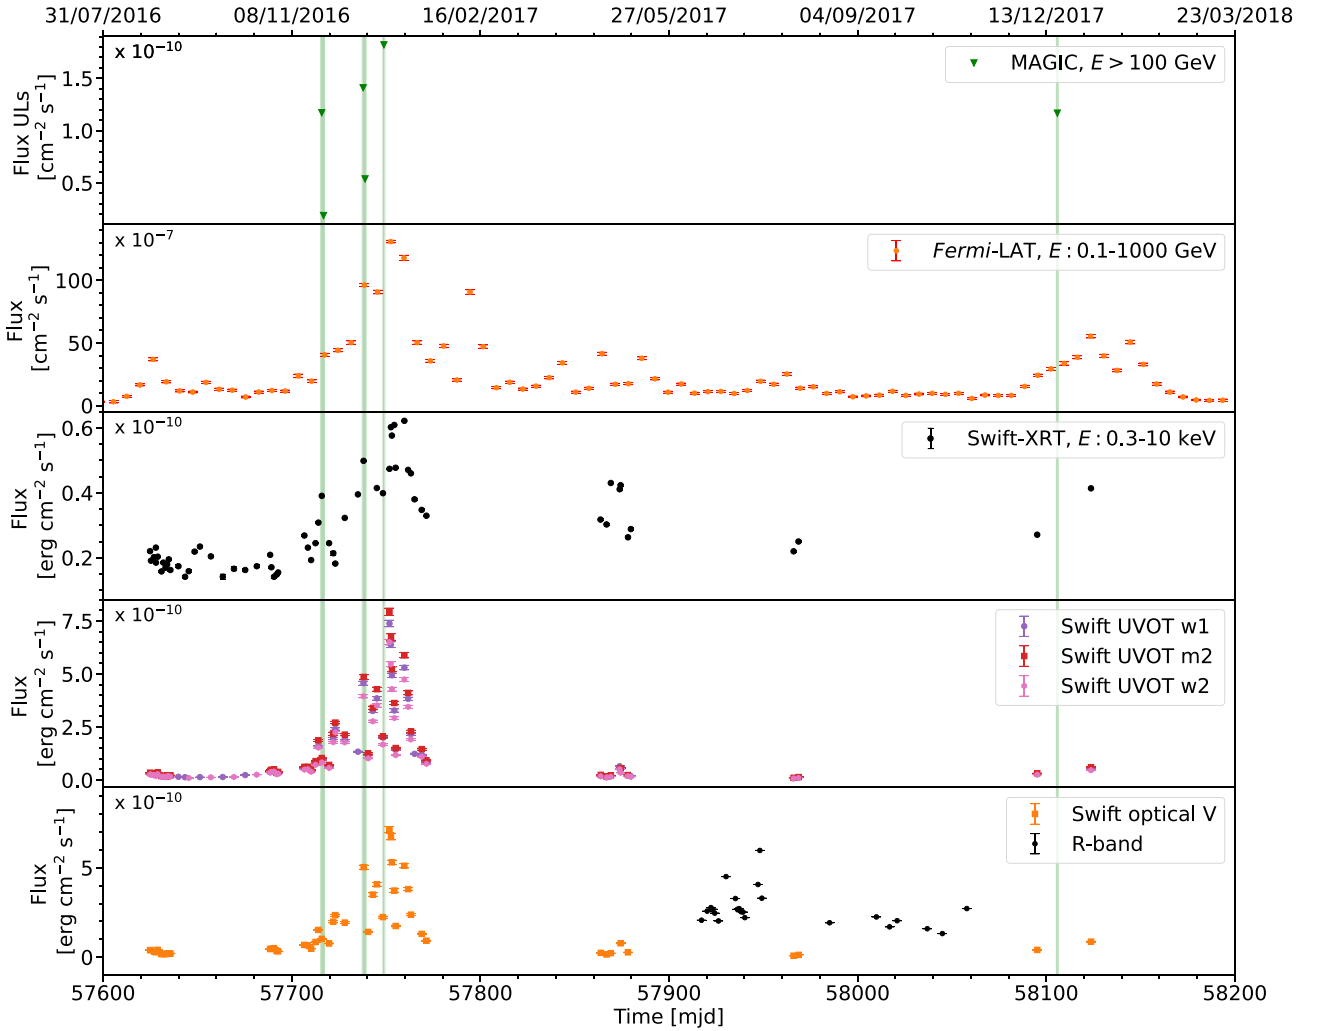 31/07/2016 08/11/2016 16/02/2017 27/05/2017 04/09/2017 13/12/2017 23/03/2018
x 10⁻¹⁰
MAGIC, E > 100 GeV
1.5
1.0
0.5
Flux ULs
[cm⁻² s⁻¹]
x 10⁻⁷
Fermi-LAT, E : 0.1-1000 GeV
100
50
0
Flux
[cm⁻² s⁻¹]
x 10⁻¹⁰
Swift-XRT, E : 0.3-10 keV
0.6
0.4
0.2
Flux
[erg cm⁻² s⁻¹]
x 10⁻¹⁰
Swift UVOT w1
Swift UVOT m2
Swift UVOT w2
7.5
5.0
2.5
0.0
Flux
[erg cm⁻² s⁻¹]
x 10⁻¹⁰
Swift optical V
R-band
5
0
Flux
[erg cm⁻² s⁻¹]
57600 57700 57800 57900 58000 58100 58200
Time [mjd]